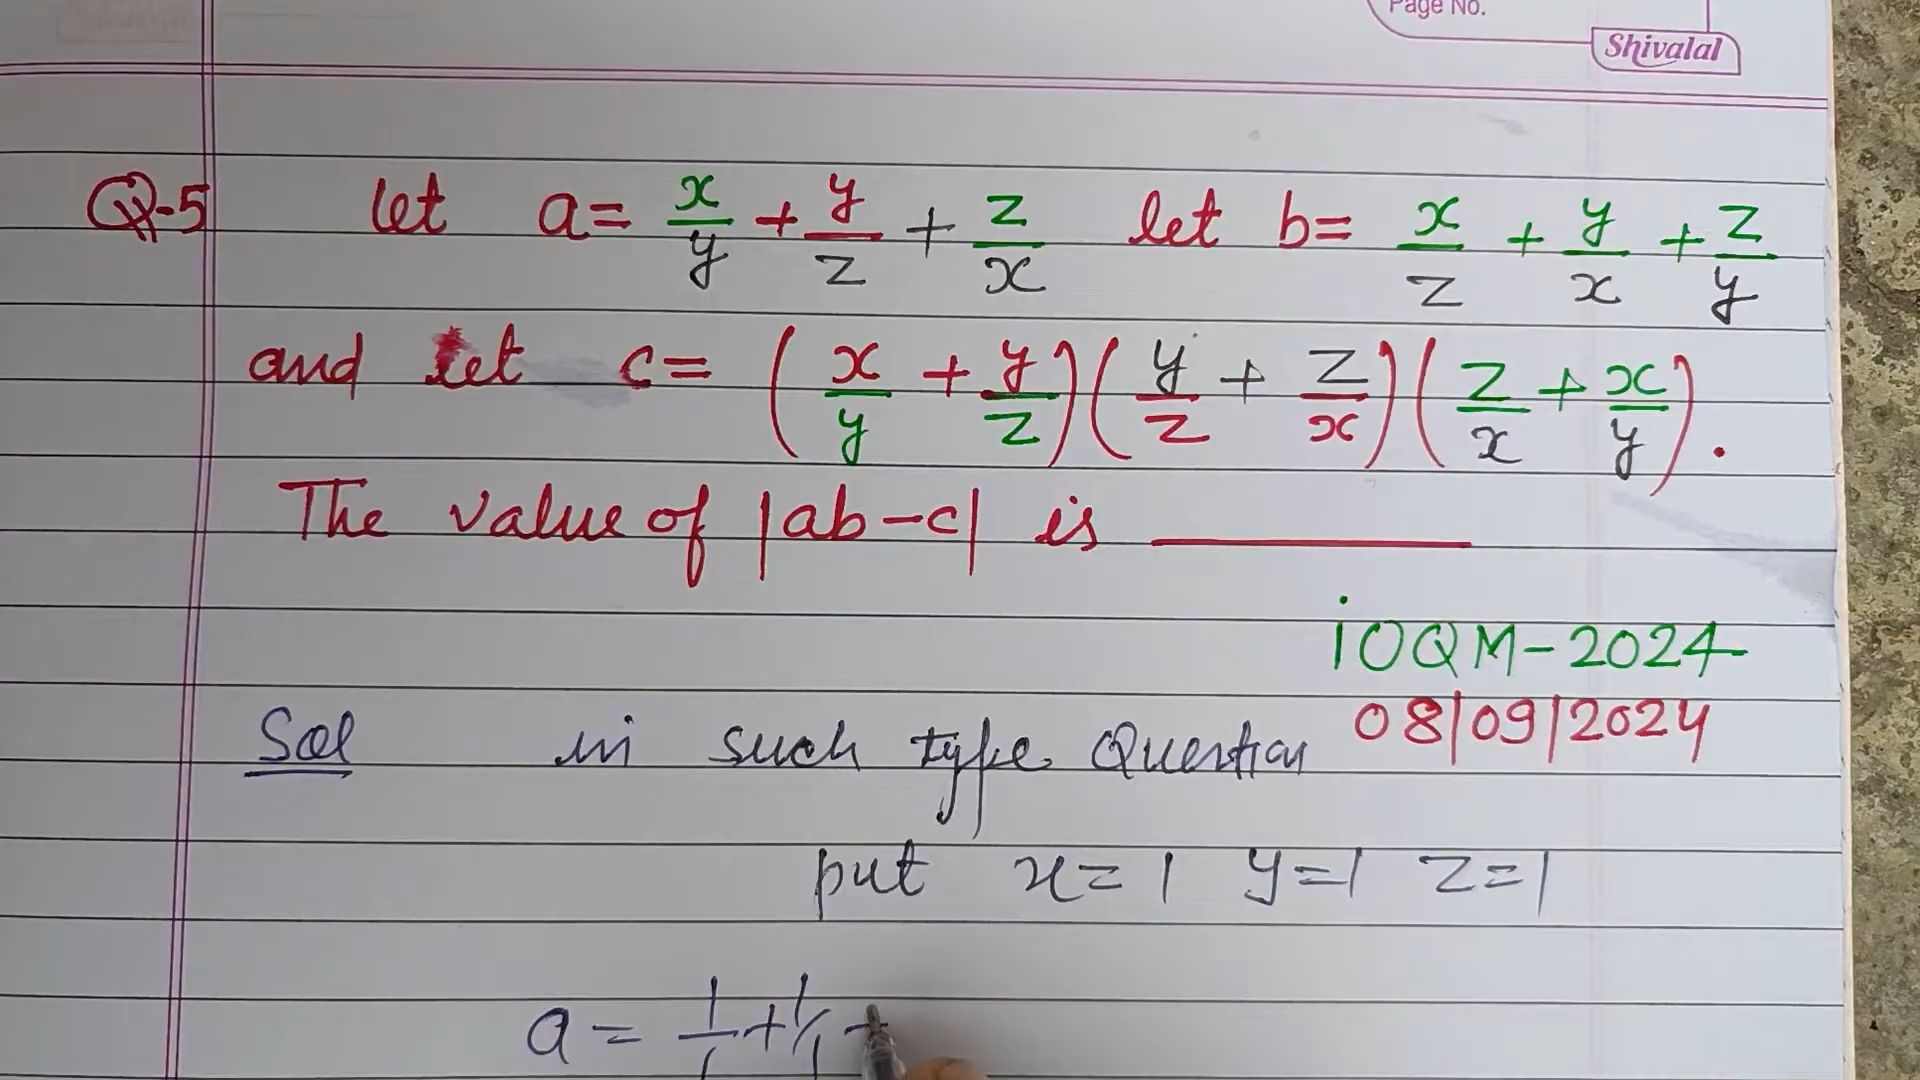 Page No.
Shivalal
Q-5 let a = x/y + y/z + z/x let b = x/z + y/x + z/y
and let c = (x/y + y/z)(y/z + z/x)(z/x + x/y).
The value of |ab-c| is ________
iOQM-2024
08/09/2024
Sol in such type Question
put x=1 y=1 z=1
a = 1/1 + 1/1 +